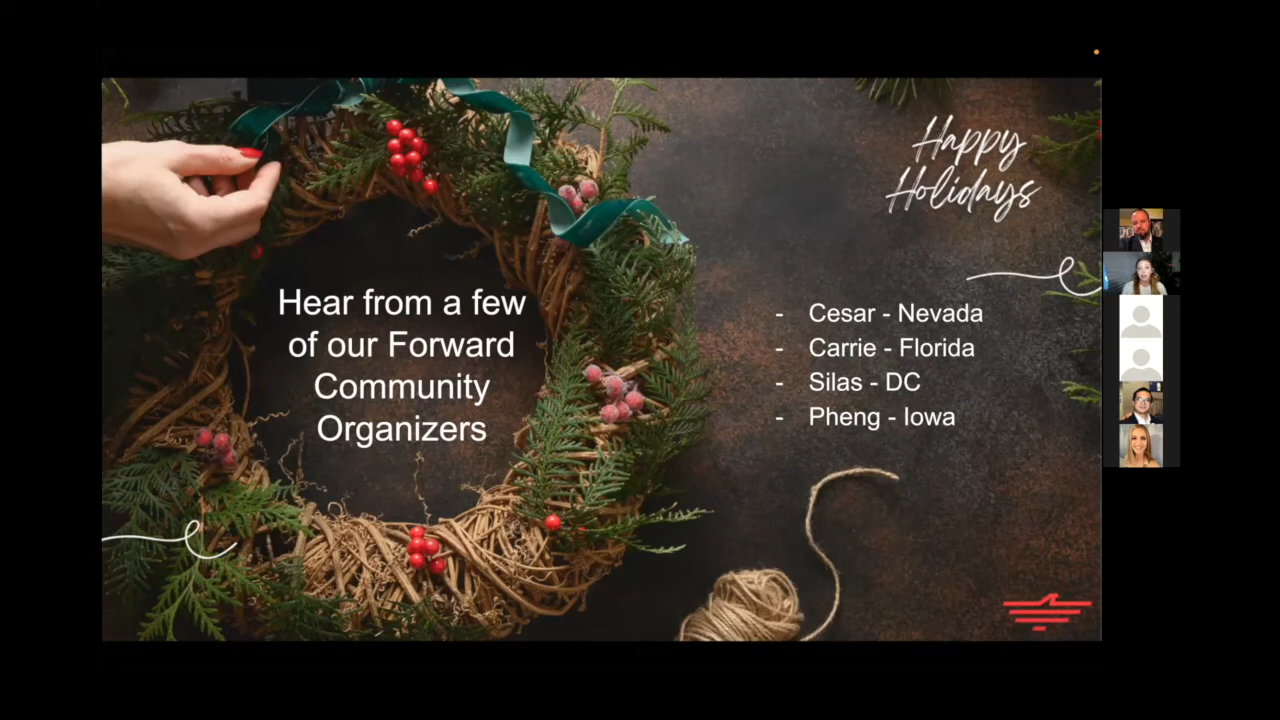 Happy
Holidays
Hear from a few
of our Forward
Community
Organizers
- Cesar - Nevada
- Carrie - Florida
- Silas - DC
- Pheng - Iowa